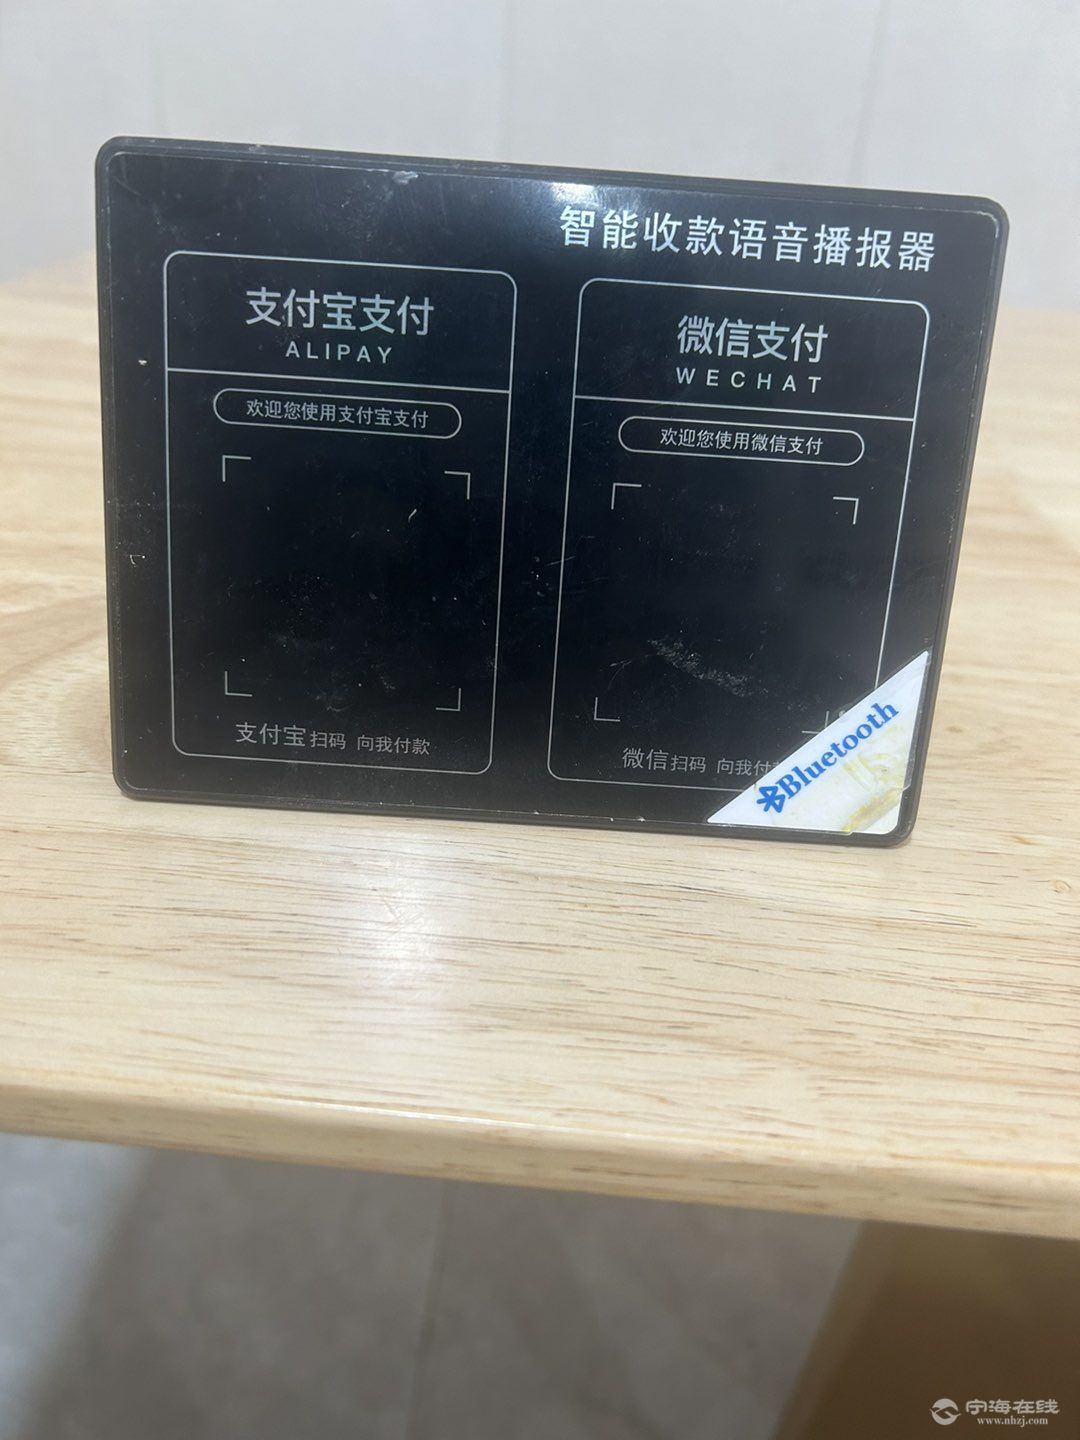 智能收款语音播报器
支付宝支付
ALIPAY
欢迎您使用支付宝支付
支付宝扫码 向我付款
微信支付
WECHAT
欢迎您使用微信支付
微信扫码 向我付
Bluetooth
宁海在线
www.nhzj.com